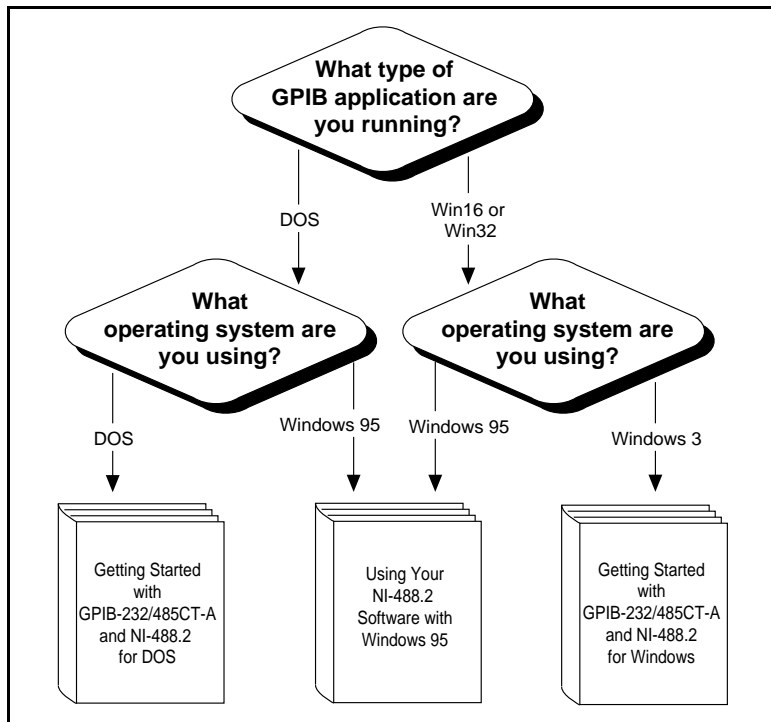 What type of
GPIB application are
you running?
DOS
Win16 or
Win32
What
operating system are
you using?
What
operating system are
you using?
DOS
Windows 95
Windows 95
Windows 3
Getting Started
with
GPIB-232/485CT-A
and NI-488.2
for DOS
Using Your
NI-488.2
Software with
Windows 95
Getting Started
with
GPIB-232/485CT-A
and NI-488.2
for Windows